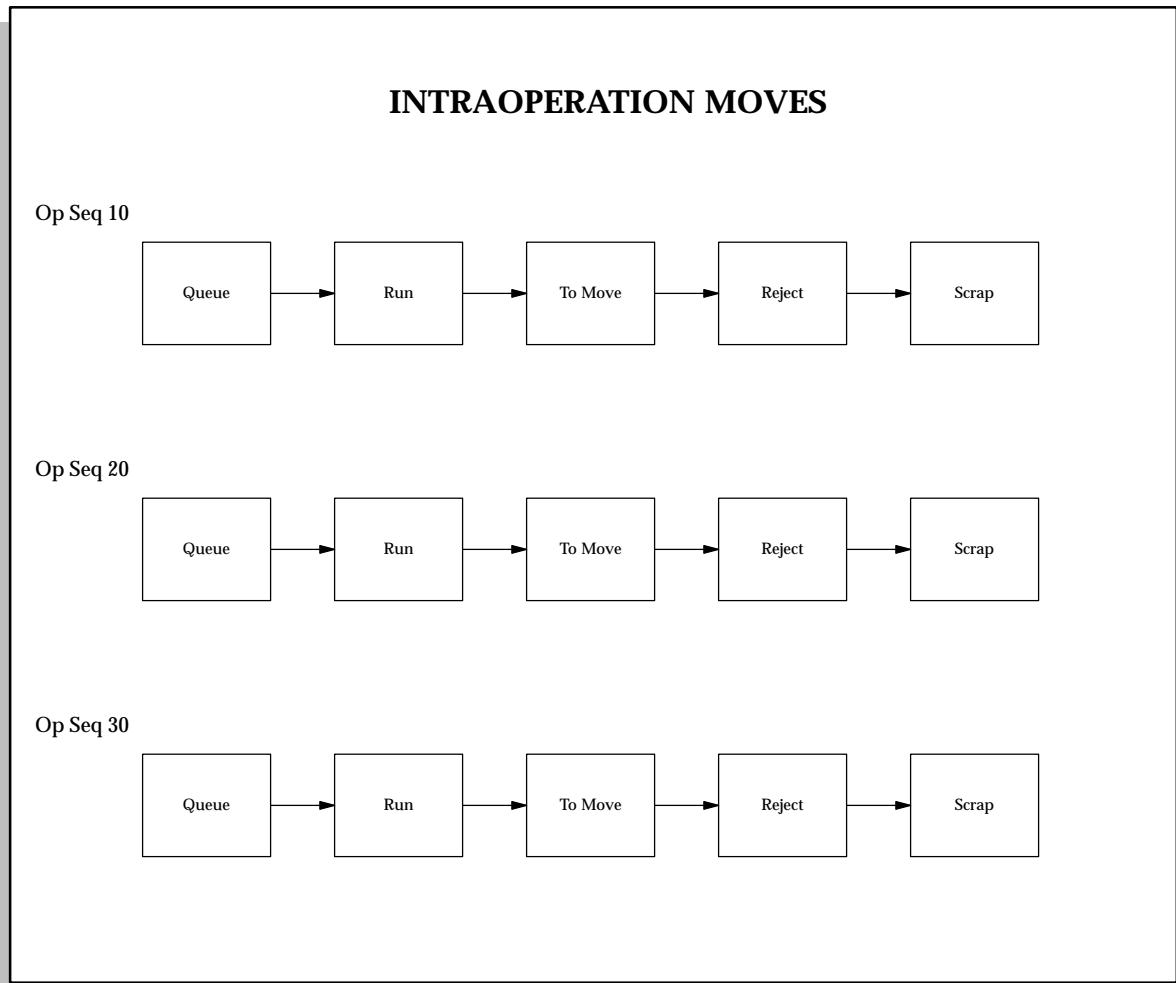 INTRAOPERATION MOVES
Op Seq 10
Queue Run To Move Reject Scrap
Op Seq 20
Queue Run To Move Reject Scrap
Op Seq 30
Queue Run To Move Reject Scrap